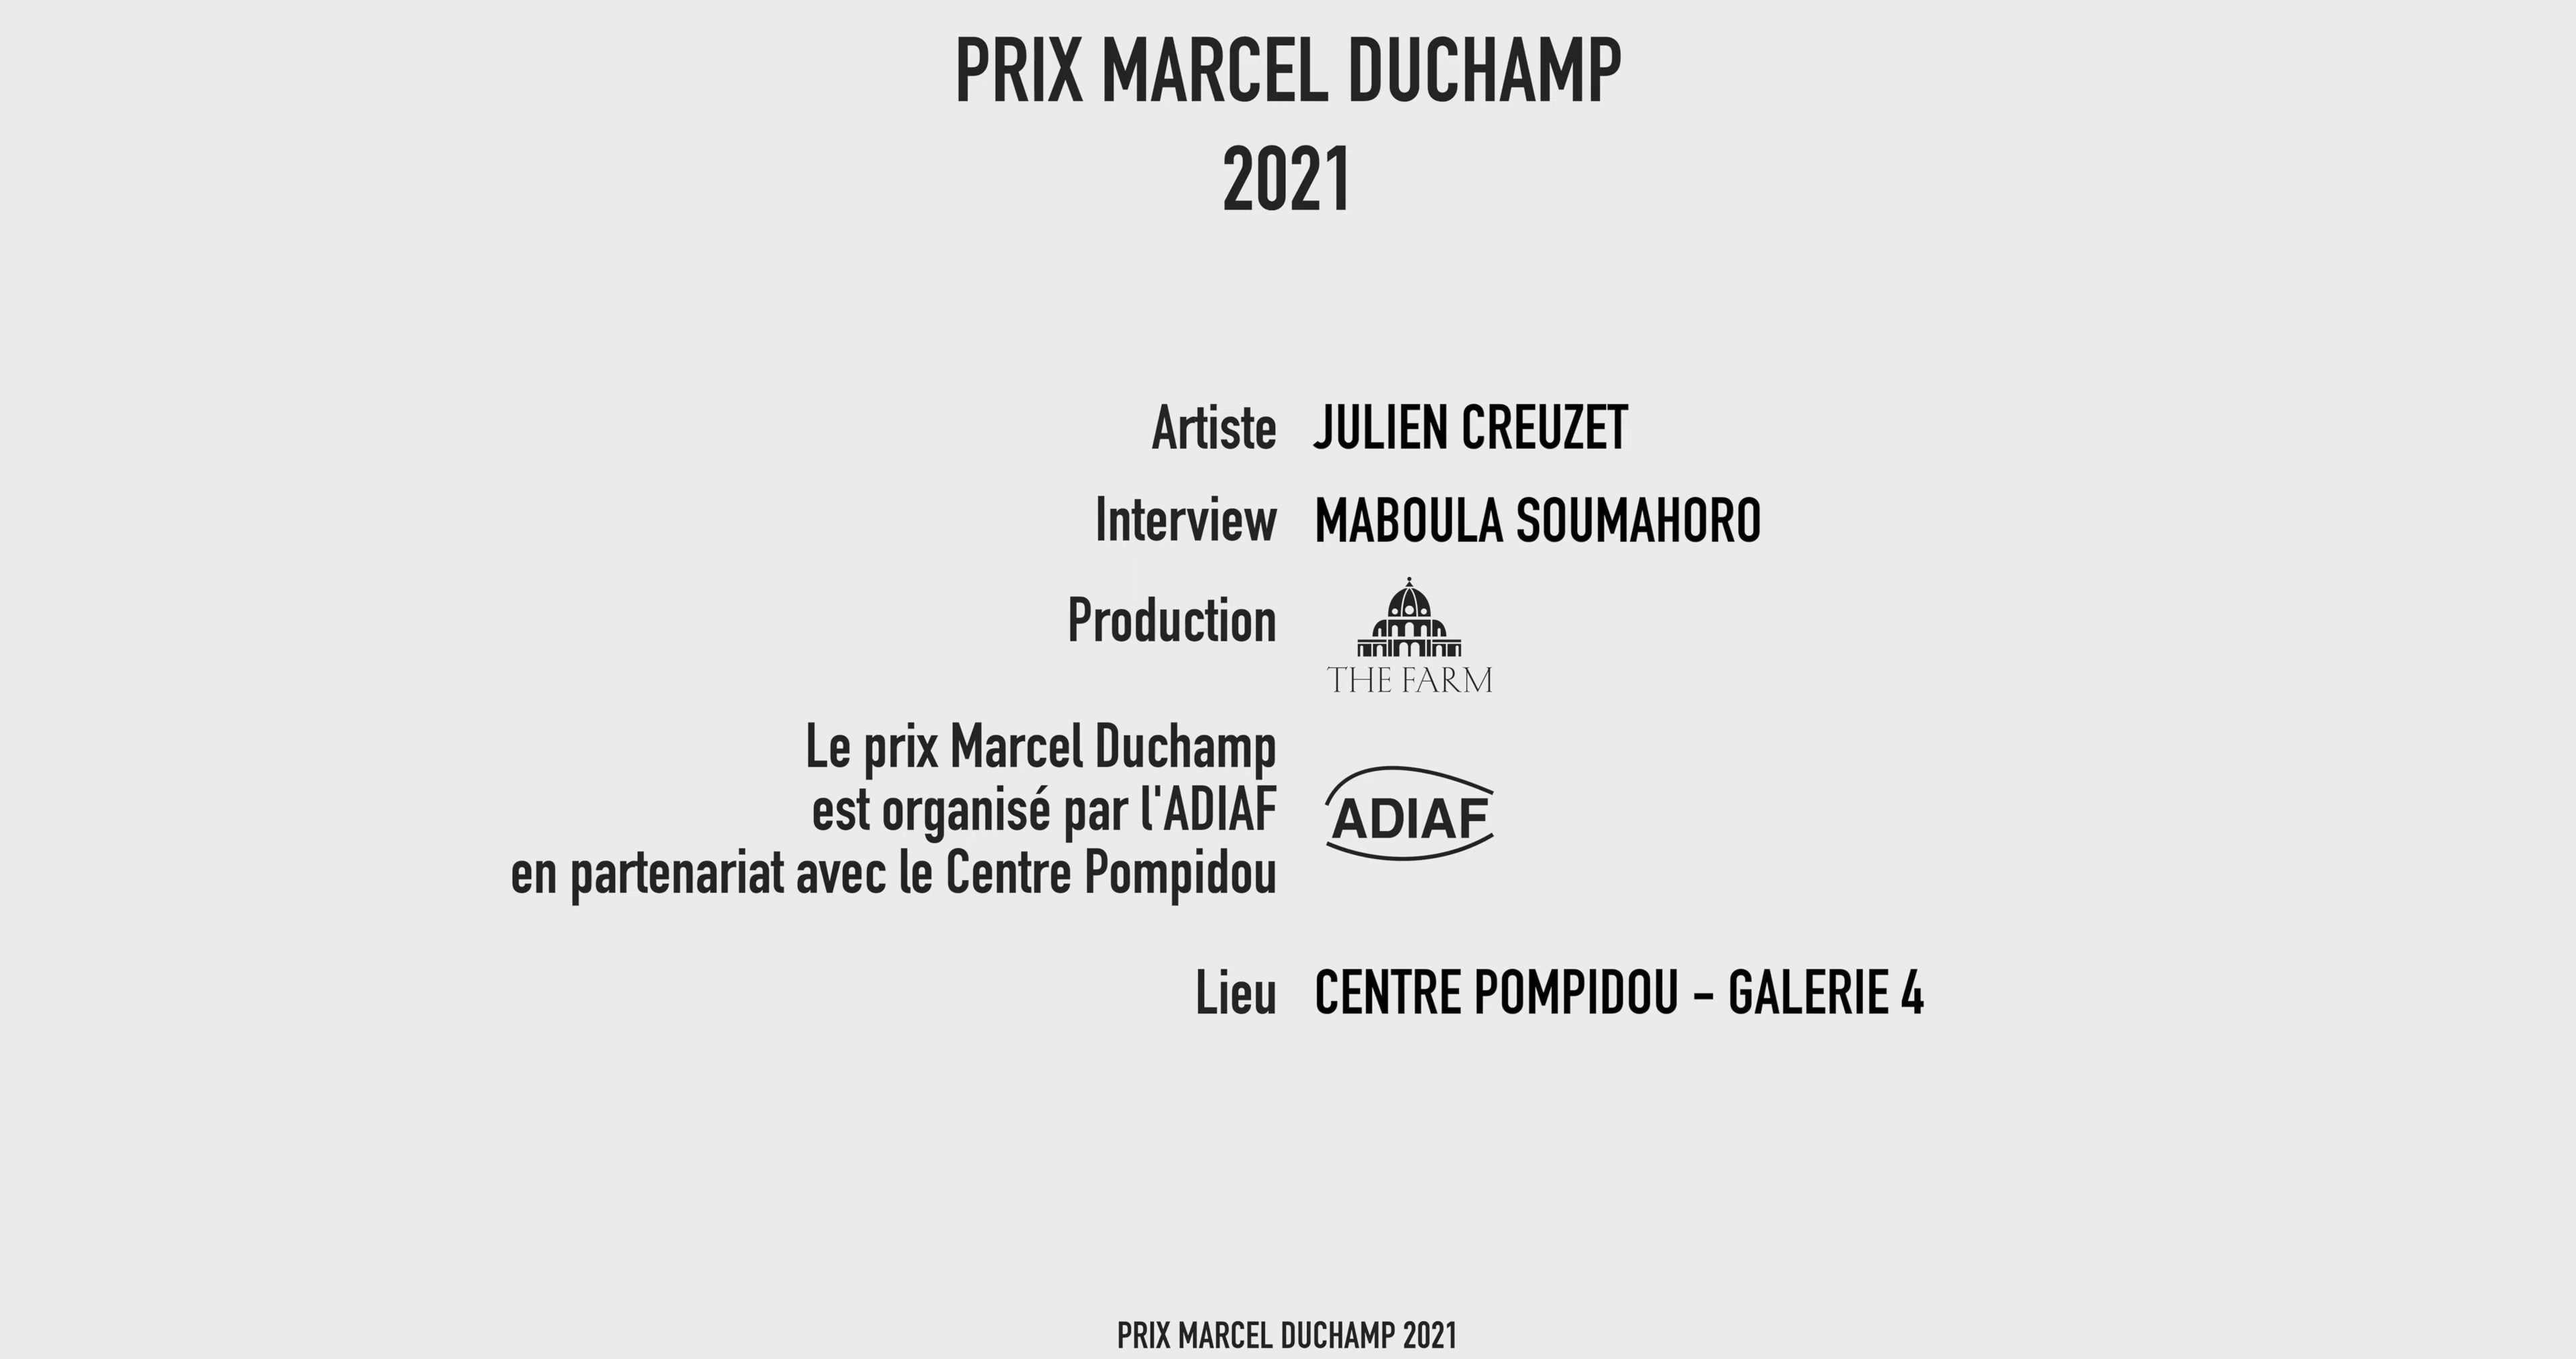 PRIX MARCEL DUCHAMP
2021
Artiste JULIEN CREUZET
Interview MABOULA SOUMAHORO
Production
THE FARM
Le prix Marcel Duchamp
est organisé par l'ADIAF
en partenariat avec le Centre Pompidou
ADIAF
Lieu CENTRE POMPIDOU - GALERIE 4
PRIX MARCEL DUCHAMP 2021